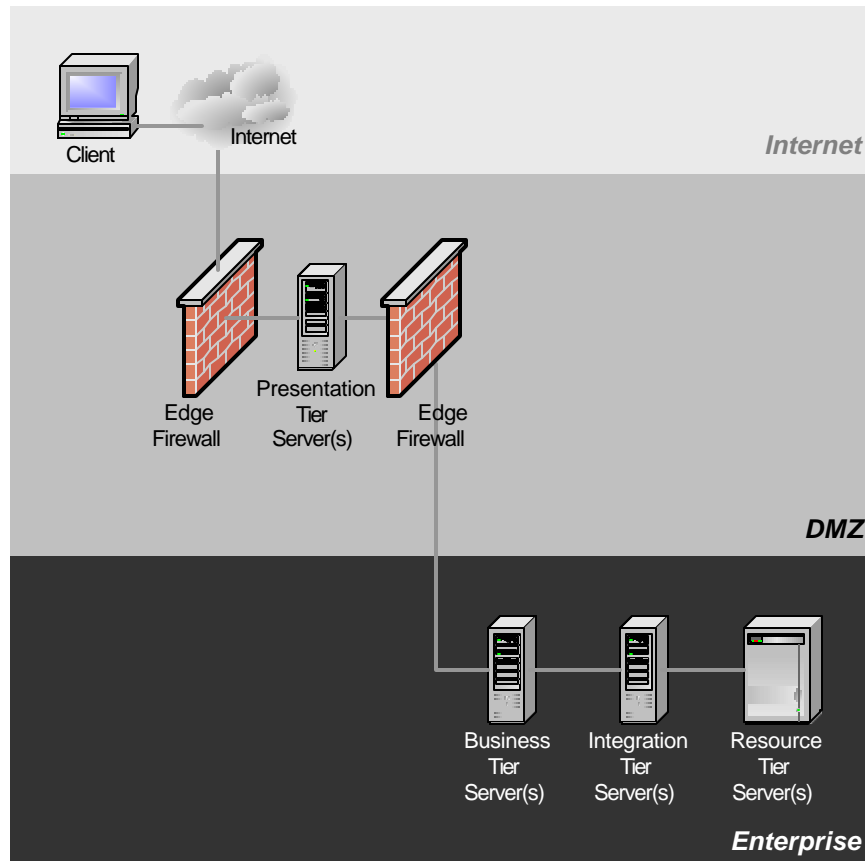 Client
Internet
Internet
Edge
Firewall
Presentation
Tier
Server(s)
Edge
Firewall
DMZ
Business
Tier
Server(s)
Integration
Tier
Server(s)
Resource
Tier
Server(s)
Enterprise